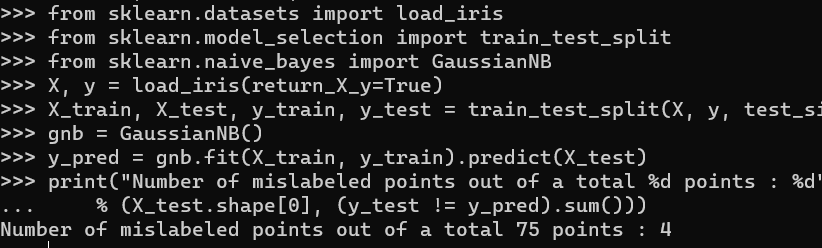 >>> from sklearn.datasets import load_iris
>>> from sklearn.model_selection import train_test_split
>>> from sklearn.naive_bayes import GaussianNB
>>> X, y = load_iris(return_X_y=True)
>>> X_train, X_test, y_train, y_test = train_test_split(X, y, test_si
>>> gnb = GaussianNB()
>>> y_pred = gnb.fit(X_train, y_train).predict(X_test)
>>> print("Number of mislabeled points out of a total %d points : %d"
...     % (X_test.shape[0], (y_test != y_pred).sum()))
Number of mislabeled points out of a total 75 points : 4